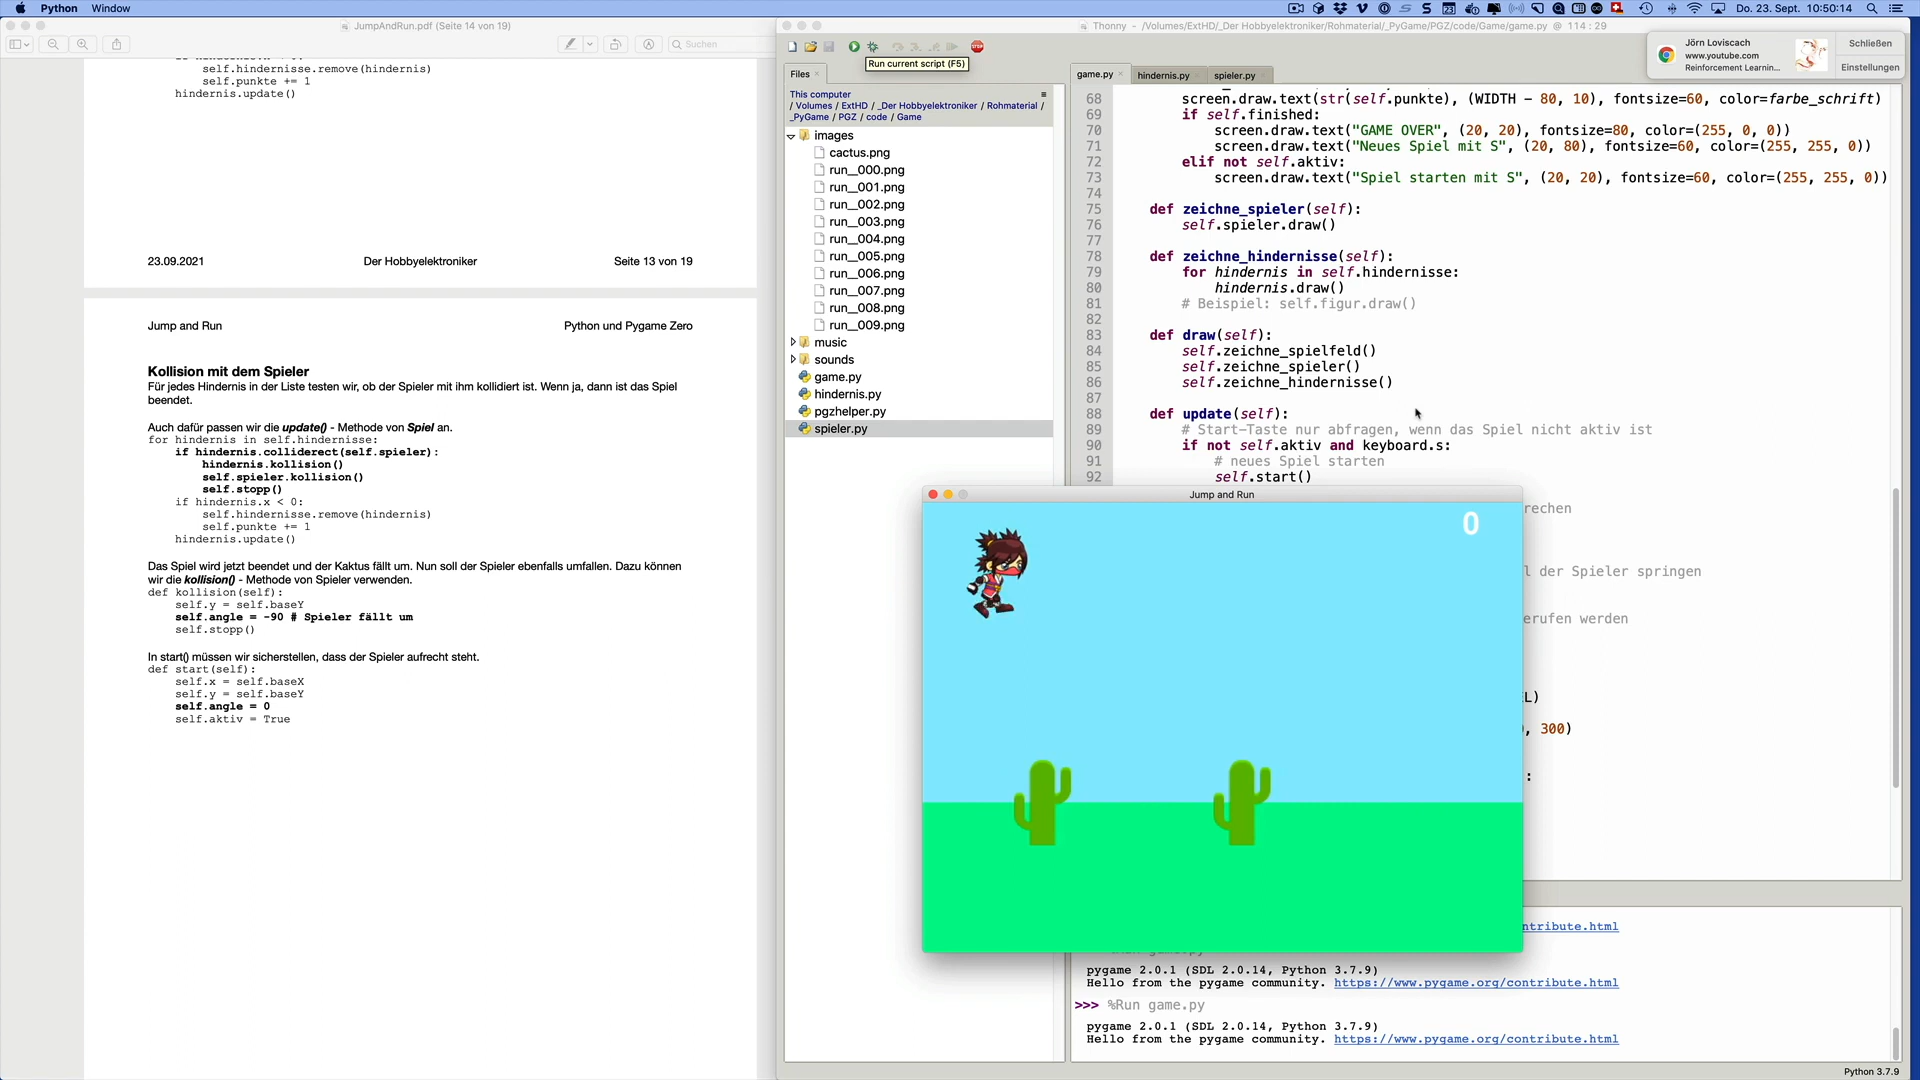 Python Window
Do. 23. Sept. 10:50:14
JumpAndRun.pdf (Seite 14 von 19)
Suchen
self.hindernisse.remove(hindernis)
self.punkte += 1
hindernis.update()
23.09.2021 Der Hobbyelektroniker Seite 13 von 19
Jump and Run Python und Pygame Zero
Kollision mit dem Spieler
Für jedes Hindernis in der Liste testen wir, ob der Spieler mit ihm kollidiert ist. Wenn ja, dann ist das Spiel
beendet.
Auch dafür passen wir die update() - Methode von Spiel an.
for hindernis in self.hindernisse:
if hindernis.colliderect(self.spieler):
hindernis.kollision()
self.spieler.kollision()
self.stopp()
if hindernis.x < 0:
self.hindernisse.remove(hindernis)
self.punkte += 1
hindernis.update()
Das Spiel wird jetzt beendet und der Kaktus fällt um. Nun soll der Spieler ebenfalls umfallen. Dazu können
wir die kollision() - Methode von Spieler verwenden.
def kollision(self):
self.y = self.baseY
self.angle = -90 # Spieler fällt um
self.stopp()
In start() müssen wir sicherstellen, dass der Spieler aufrecht steht.
def start(self):
self.x = self.baseX
self.y = self.baseY
self.angle = 0
self.aktiv = True
Thonny - /Volumes/ExtHD/_Der Hobbyelektroniker/Rohmaterial/_PyGame/PGZ/code/Game/game.py @ 114 : 29
Run current script (F5)
Jörn Loviscach
www.youtube.com
Reinforcement Learnin...
Schließen
Einstellungen
Files
This computer
/ Volumes / ExtHD / _Der Hobbyelektroniker / Rohmaterial /
_PyGame / PGZ / code / Game
images
cactus.png
run__000.png
run__001.png
run__002.png
run__003.png
run__004.png
run__005.png
run__006.png
run__007.png
run__008.png
run__009.png
music
sounds
game.py
hindernis.py
pgzhelper.py
spieler.py
game.py hindernis.py spieler.py
68 screen.draw.text(str(self.punkte), (WIDTH - 80, 10), fontsize=60, color=farbe_schrift)
69 if self.finished:
70 screen.draw.text("GAME OVER", (20, 20), fontsize=80, color=(255, 0, 0))
71 screen.draw.text("Neues Spiel mit S", (20, 80), fontsize=60, color=(255, 255, 0))
72 elif not self.aktiv:
73 screen.draw.text("Spiel starten mit S", (20, 20), fontsize=60, color=(255, 255, 0))
74
75 def zeichne_spieler(self):
76 self.spieler.draw()
77
78 def zeichne_hindernisse(self):
79 for hindernis in self.hindernisse:
80 hindernis.draw()
81 # Beispiel: self.figur.draw()
82
83 def draw(self):
84 self.zeichne_spielfeld()
85 self.zeichne_spieler()
86 self.zeichne_hindernisse()
87
88 def update(self):
89 # Start-Taste nur abfragen, wenn das Spiel nicht aktiv ist
90 if not self.aktiv and keyboard.s:
91 # neues Spiel starten
92 self.start()
Jump and Run
0
rechen
l der Spieler springen
erufen werden
L)
, 300)
:
ntribute.html
pygame 2.0.1 (SDL 2.0.14, Python 3.7.9)
Hello from the pygame community. https://www.pygame.org/contribute.html
>>> %Run game.py
pygame 2.0.1 (SDL 2.0.14, Python 3.7.9)
Hello from the pygame community. https://www.pygame.org/contribute.html
Python 3.7.9